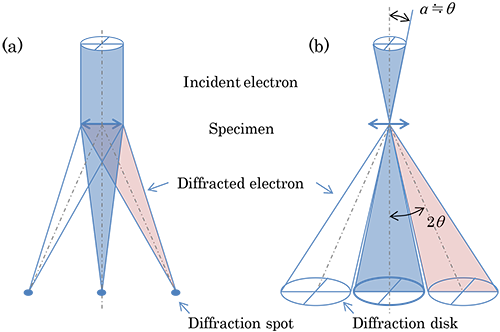 (a)
(b)
α≒θ
Incident electron
Specimen
Diffracted electron
2θ
Diffraction spot
Diffraction disk